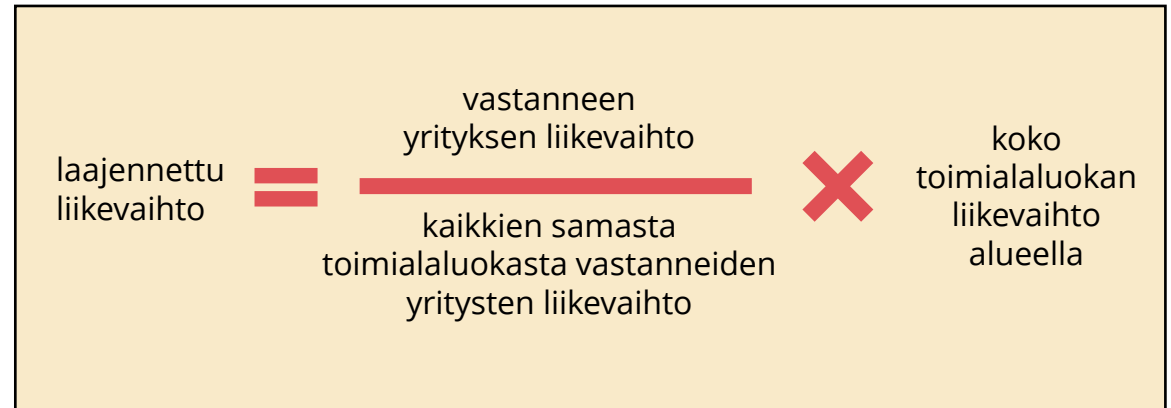 laajennettu
liikevaihto
=
vastanneen
yrityksen liikevaihto
kaikkien samasta
toimialaluokasta vastanneiden
yritysten liikevaihto
×
koko
toimialaluokan
liikevaihto
alueella